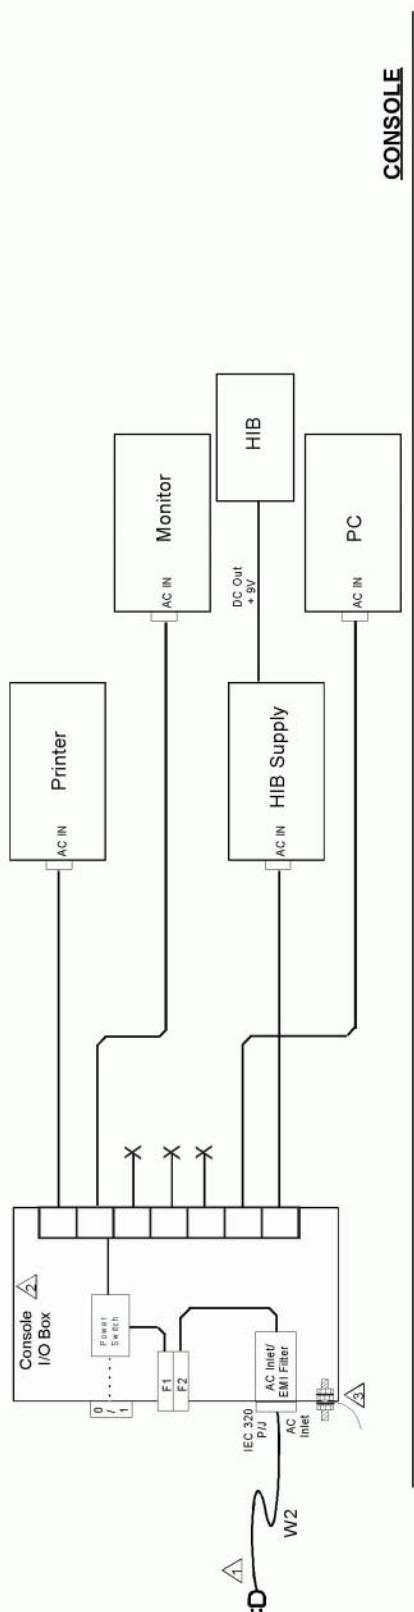 CONSOLE
Printer
AC IN
Monitor
AC IN
HIB
DC Out
+ 9V
HIB Supply
AC IN
PC
AC IN
Console
I/O Box
2
Power
Switch
0
/
1
F1
F2
AC Inlet/
EMI Filter
IEC 320
P/J
AC
Inlet
3
1
W2
X
X
X